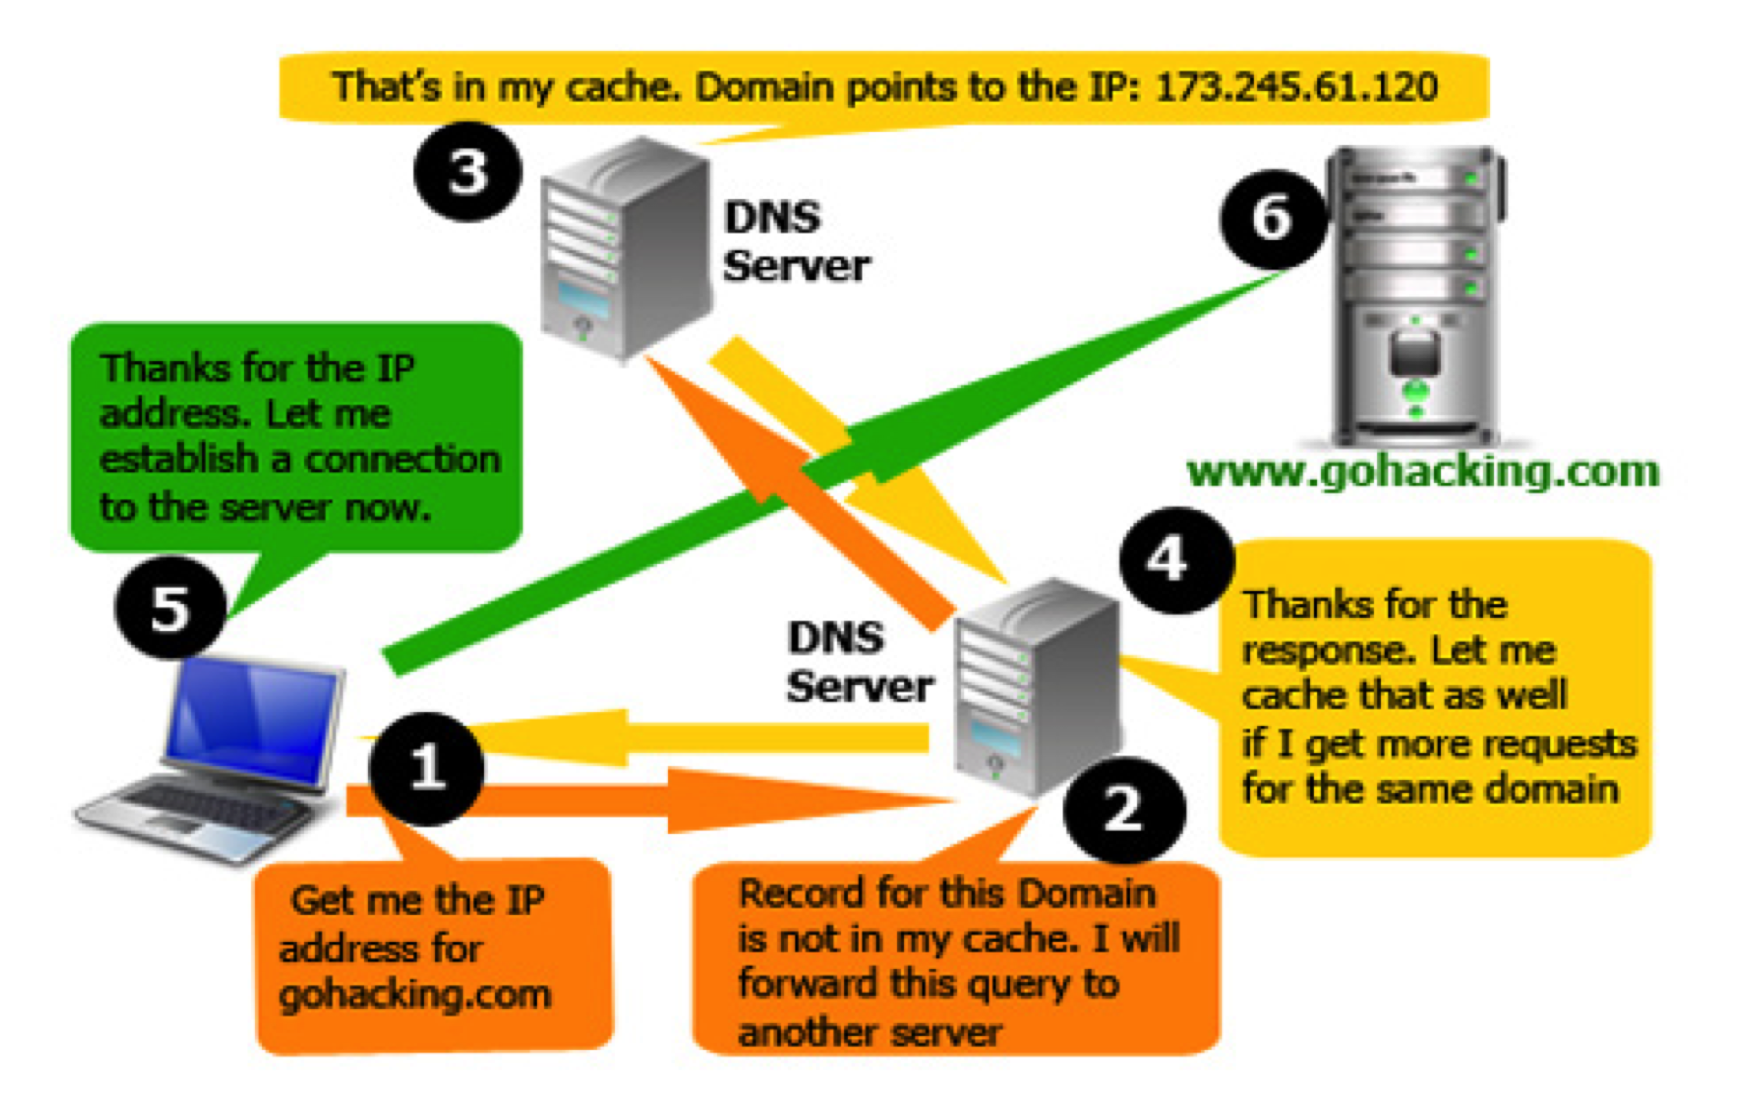 That's in my cache. Domain points to the IP: 173.245.61.120
3
DNS
Server
6
www.gohacking.com
Thanks for the IP
address. Let me
establish a connection
to the server now.
5
4
Thanks for the
response. Let me
cache that as well
if I get more requests
for the same domain
DNS
Server
1
2
Get me the IP
address for
gohacking.com
Record for this Domain
is not in my cache. I will
forward this query to
another server